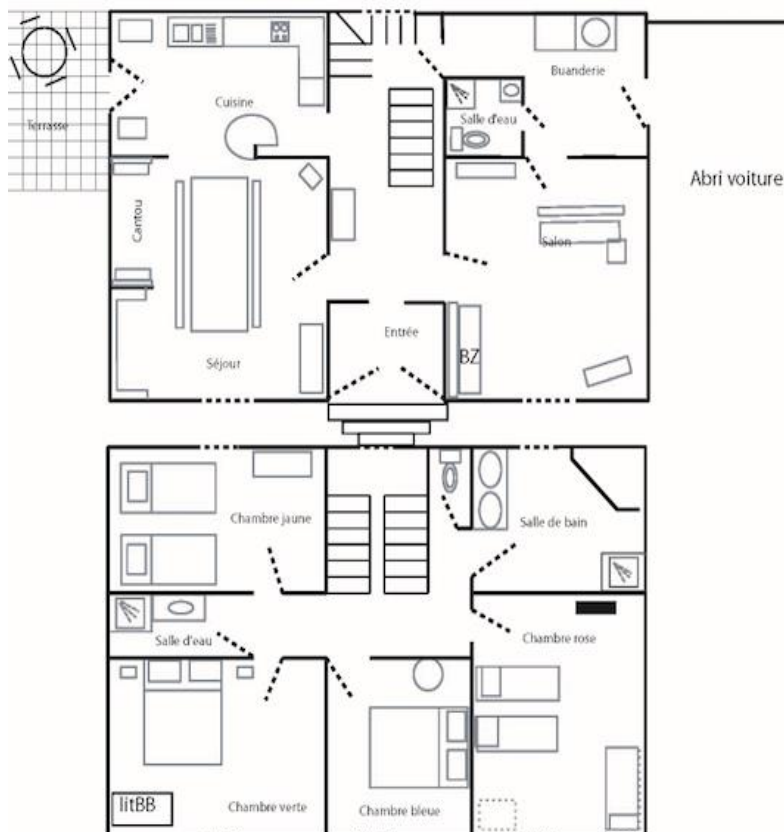 Terrasse
Cuisine
Buanderie
Salle d'eau
Abri voiture
Cantou
Salon
Séjour
Entrée
BZ
Chambre jaune
Salle de bain
Salle d'eau
Chambre rose
litBB
Chambre verte
Chambre bleue